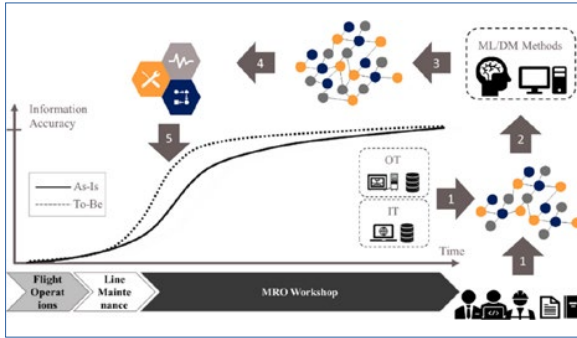 ML/DM Methods
4
3
Information
Accuracy
5
2
As-Is
To-Be
OT
IT
1
Time
1
Flight
Operat
ions
Line
Mainte
nance
MRO Workshop